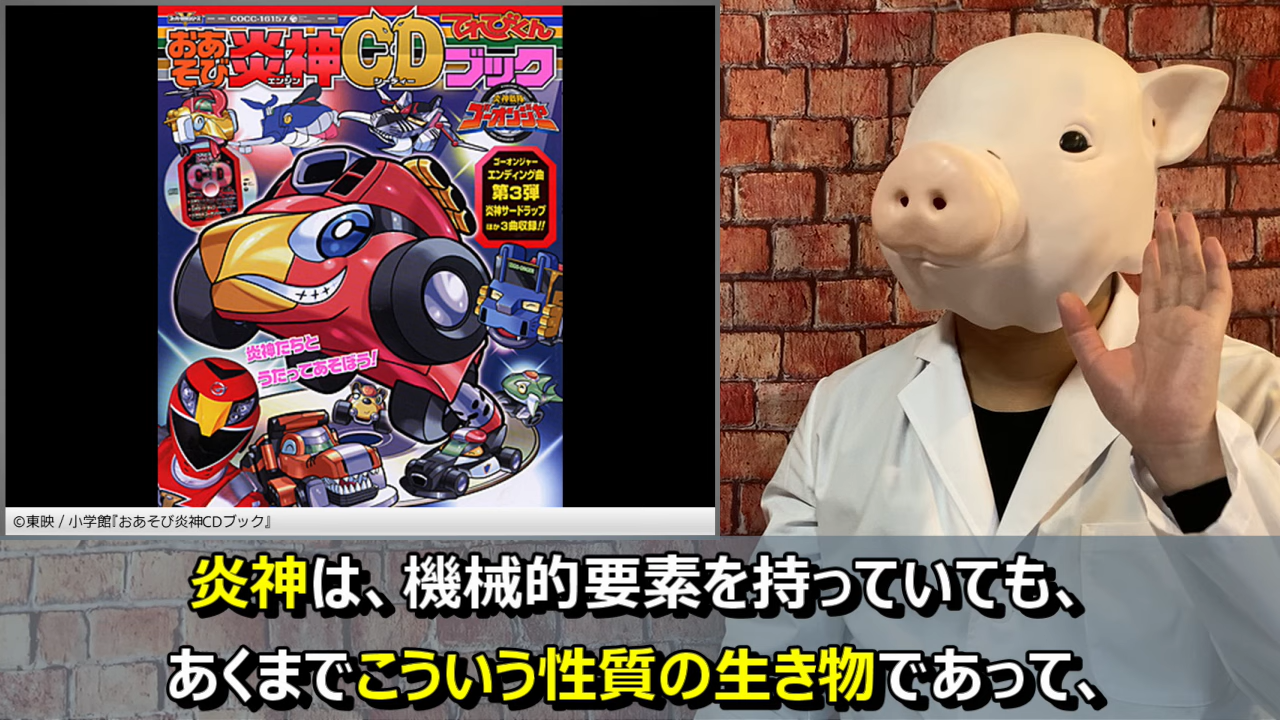 COCC-16157
てれびくん
おあそび炎神CDブック
エンジン
シーディー
炎神戦隊
ゴーオンジャー
ゴーオンジャー
エンディング曲
第3弾
炎神サードラップ
ほか3曲収録!!
炎神たちと
うたってあそぼう!
©東映 / 小学館『おあそび炎神CDブック』
炎神は、機械的要素を持っていても、
あくまでこういう性質の生き物であって、